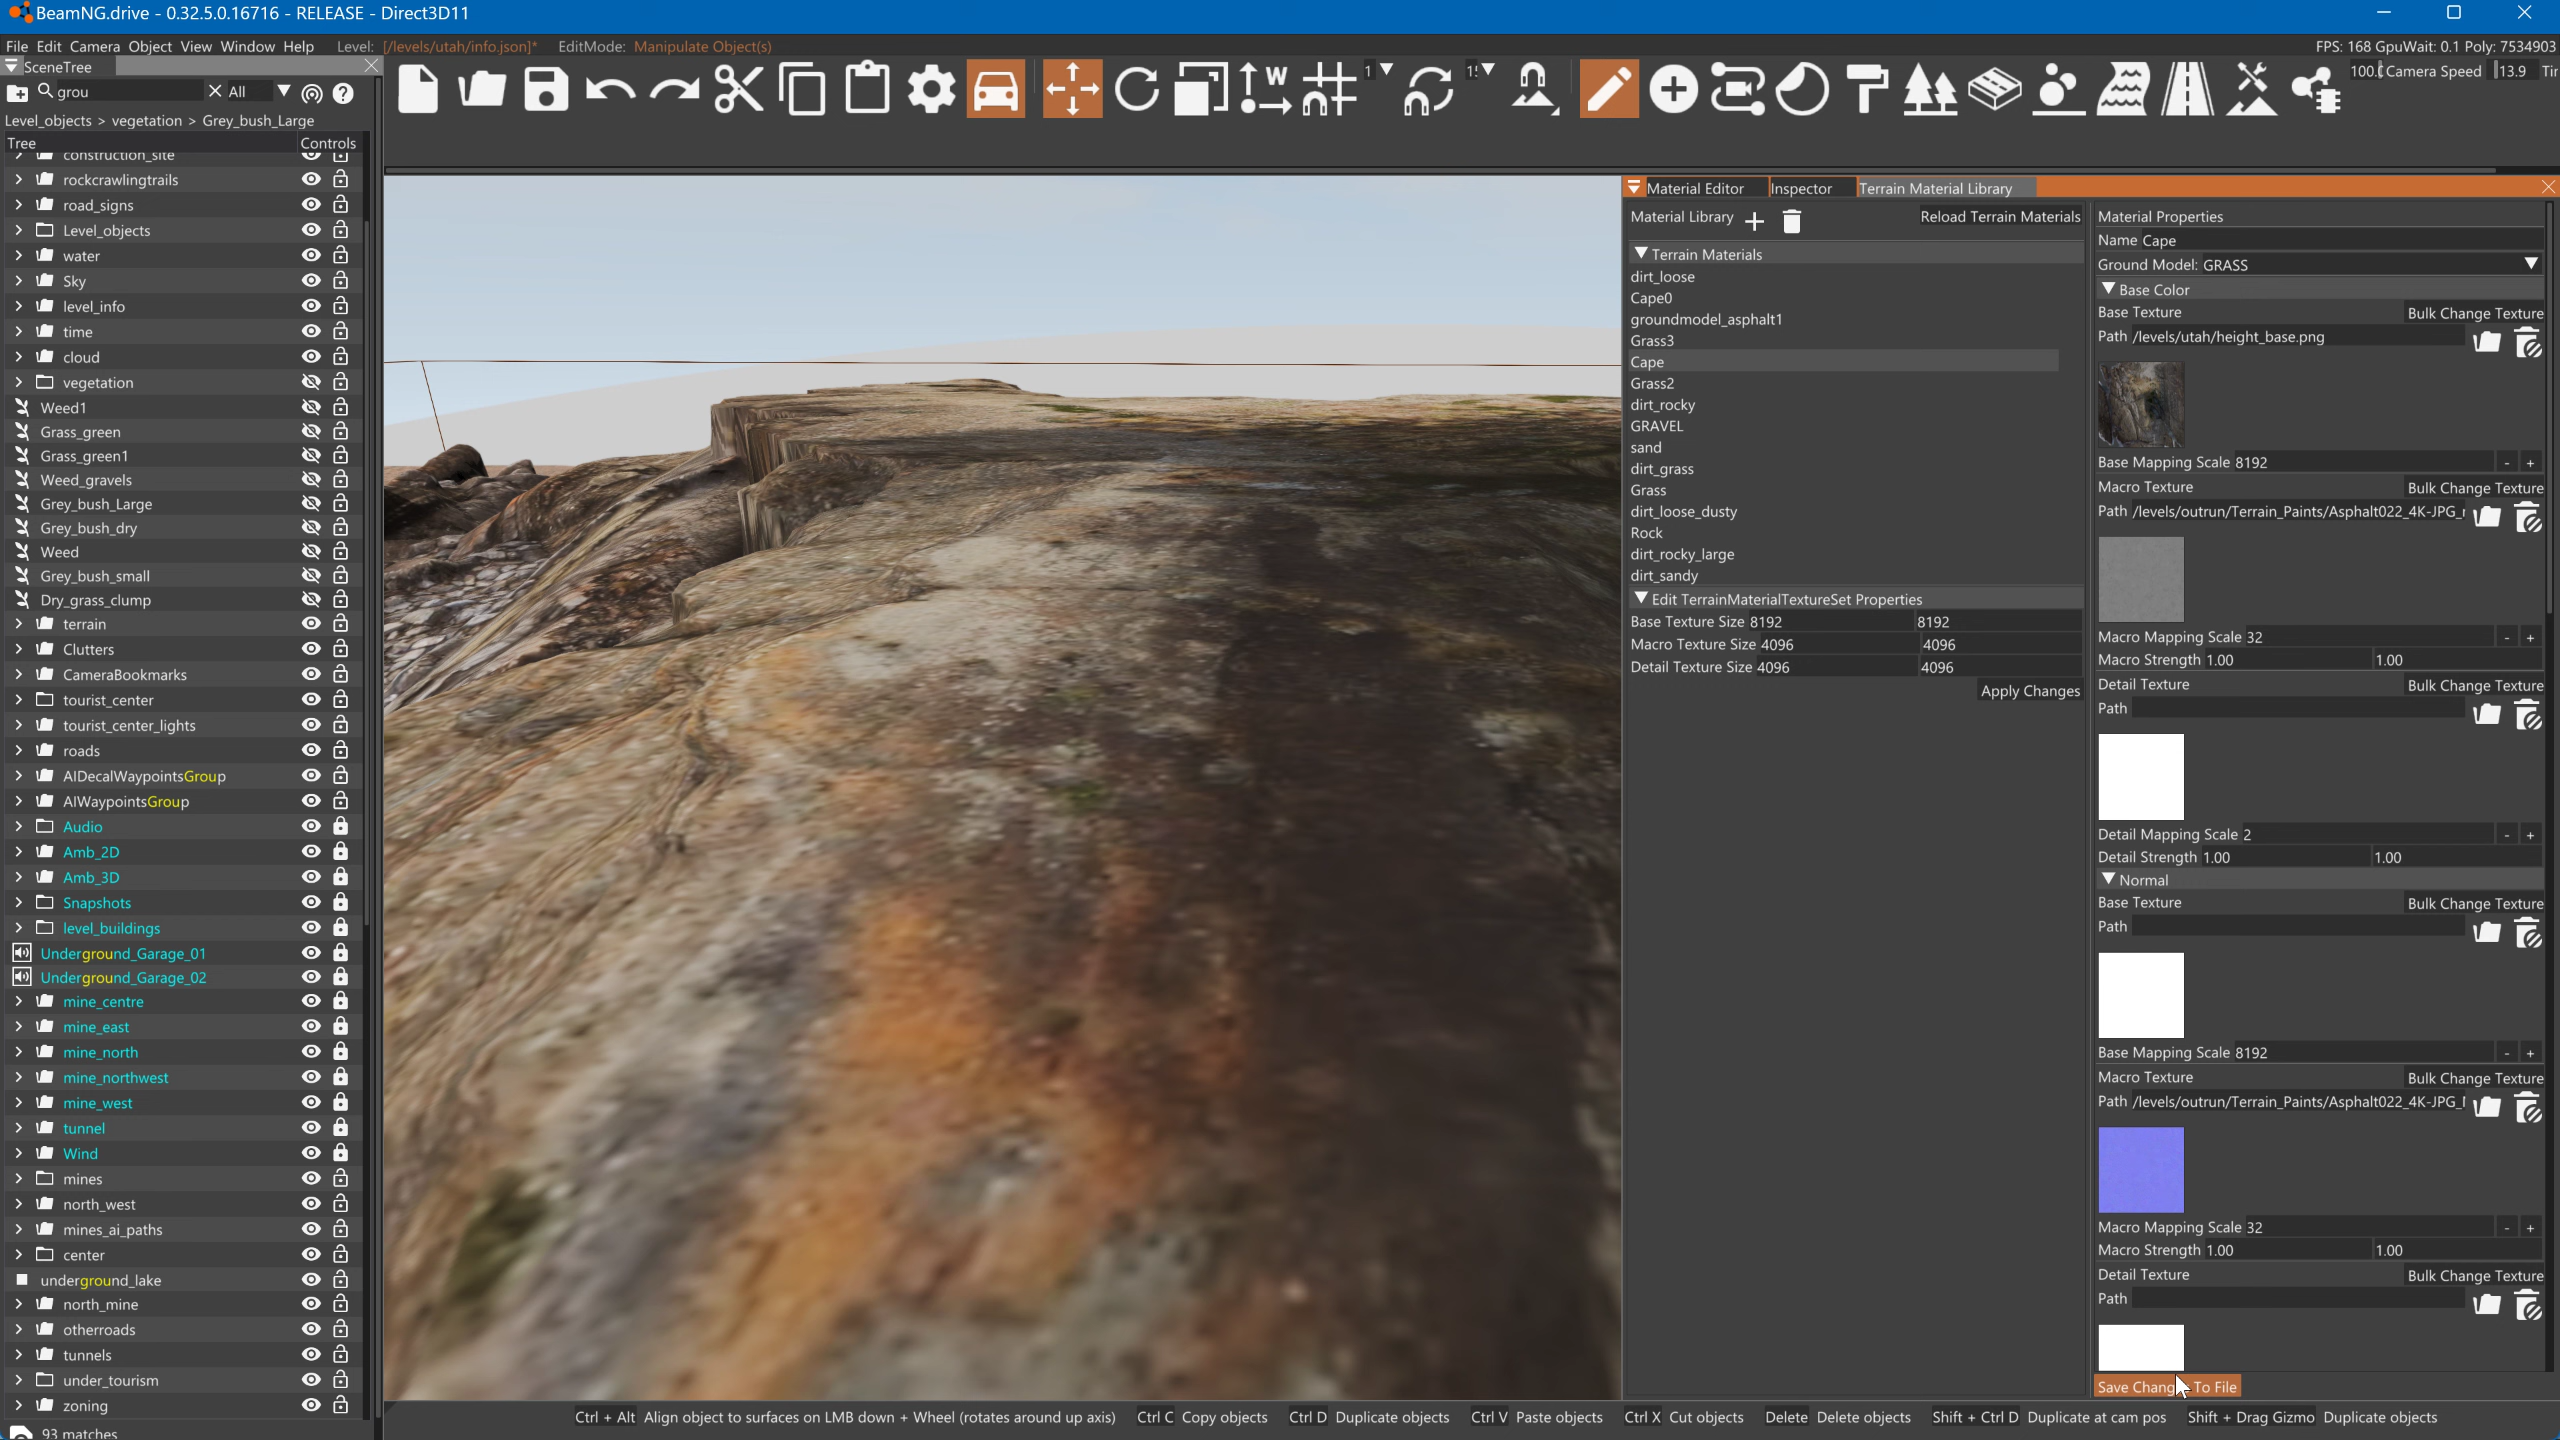 BeamNG.drive - 0.32.5.0.16716 - RELEASE - Direct3D11
File Edit Camera Object View Window Help Level: [/levels/utah/info.json]* EditMode: Manipulate Object(s)
FPS: 168 GpuWait: 0.1 Poly: 7534903
SceneTree
grou
All
Level_objects > vegetation > Grey_bush_Large
Tree Controls
construction_site
rockcrawlingtrails
road_signs
Level_objects
water
Sky
level_info
time
cloud
vegetation
Weed1
Grass_green
Grass_green1
Weed_gravels
Grey_bush_Large
Grey_bush_dry
Weed
Grey_bush_small
Dry_grass_clump
terrain
Clutters
CameraBookmarks
tourist_center
tourist_center_lights
roads
AIDecalWaypointsGroup
AIWaypointsGroup
Audio
Amb_2D
Amb_3D
Snapshots
level_buildings
Underground_Garage_01
Underground_Garage_02
mine_centre
mine_east
mine_north
mine_northwest
mine_west
tunnel
Wind
mines
north_west
mines_ai_paths
center
underground_lake
north_mine
otherroads
tunnels
under_tourism
zoning
93 matches
W
1
Camera Speed 13.9
Material Editor Inspector Terrain Material Library
Material Library Reload Terrain Materials
Terrain Materials
dirt_loose
Cape0
groundmodel_asphalt1
Grass3
Cape
Grass2
dirt_rocky
GRAVEL
sand
dirt_grass
Grass
dirt_loose_dusty
Rock
dirt_rocky_large
dirt_sandy
Edit TerrainMaterialTextureSet Properties
Base Texture Size 8192 8192
Macro Texture Size 4096 4096
Detail Texture Size 4096 4096
Apply Changes
Material Properties
Name Cape
Ground Model: GRASS
Base Color
Base Texture Bulk Change Texture
Path /levels/utah/height_base.png
Base Mapping Scale 8192 - +
Macro Texture Bulk Change Texture
Path /levels/outrun/Terrain_Paints/Asphalt022_4K-JPG_
Macro Mapping Scale 32 - +
Macro Strength 1.00 1.00
Detail Texture Bulk Change Texture
Path
Detail Mapping Scale 2 - +
Detail Strength 1.00 1.00
Normal
Base Texture Bulk Change Texture
Path
Base Mapping Scale 8192 - +
Macro Texture Bulk Change Texture
Path /levels/outrun/Terrain_Paints/Asphalt022_4K-JPG_
Macro Mapping Scale 32 - +
Macro Strength 1.00 1.00
Detail Texture Bulk Change Texture
Path
Save Chang To File
Ctrl + Alt Align object to surfaces on LMB down + Wheel (rotates around up axis) Ctrl C Copy objects Ctrl D Duplicate objects Ctrl V Paste objects Ctrl X Cut objects Delete Delete objects Shift + Ctrl D Duplicate at cam pos Shift + Drag Gizmo Duplicate objects